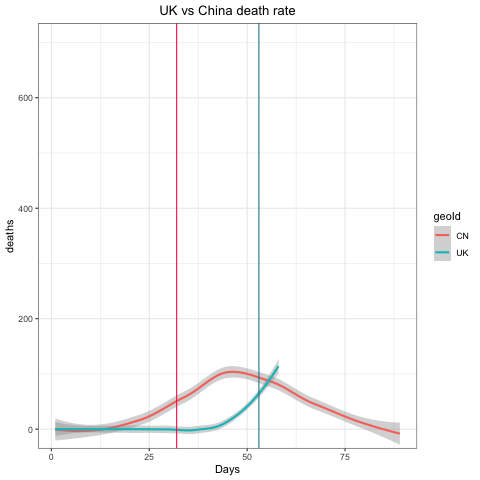 UK vs China death rate
600
400
200
0
deaths
0 25 50 75
Days
geoId
CN
UK